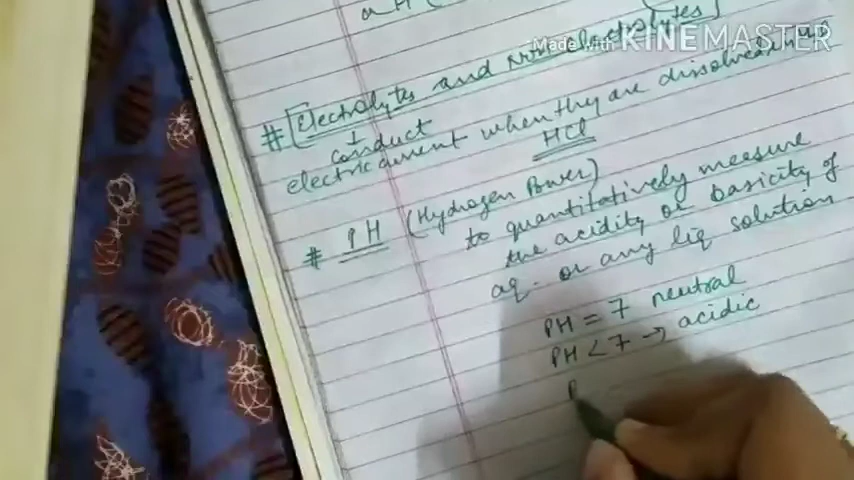 Made with KINEMASTER
# [Electrolytes and Non electrolytes]
conduct
electric current when they are dissolved in
HCl
# PH (Hydrogen Power)
to quantitatively measure
the acidity or basicity of
aq. or any liq solution
PH = 7 neutral
PH < 7 → acidic
P